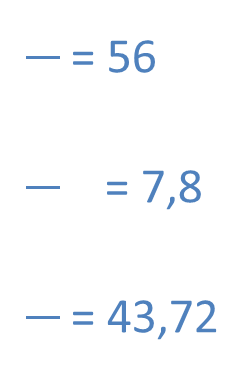 — = 56
— = 7,8
— = 43,72